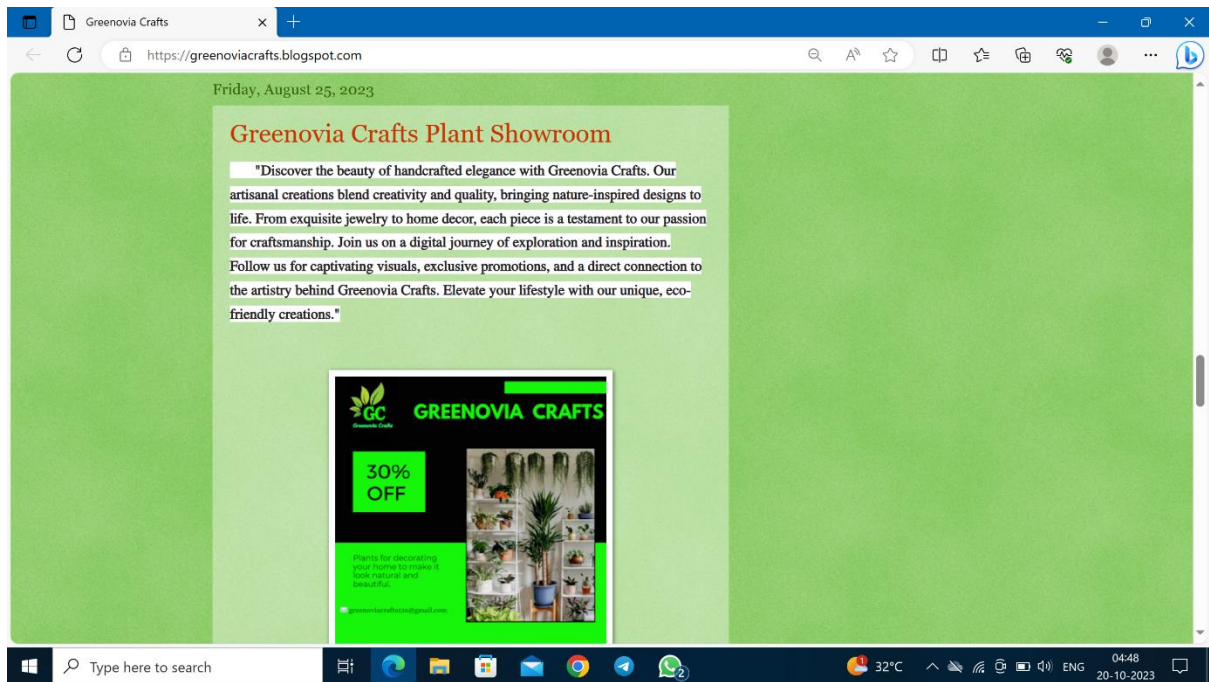 Greenovia Crafts
https://greenoviacrafts.blogspot.com
Friday, August 25, 2023
Greenovia Crafts Plant Showroom
"Discover the beauty of handcrafted elegance with Greenovia Crafts. Our
artisanal creations blend creativity and quality, bringing nature-inspired designs to
life. From exquisite jewelry to home decor, each piece is a testament to our passion
for craftsmanship. Join us on a digital journey of exploration and inspiration.
Follow us for captivating visuals, exclusive promotions, and a direct connection to
the artistry behind Greenovia Crafts. Elevate your lifestyle with our unique, eco-
friendly creations."
GC
Greenovia Crafts
GREENOVIA CRAFTS
30%
OFF
Plants for decorating
your home to make it
look natural and
beautiful.
Type here to search
2
1
32°C
ENG
04:48
20-10-2023